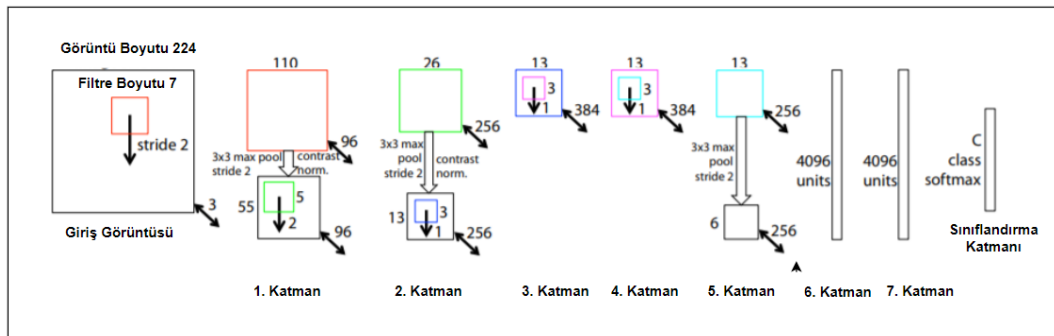 Görüntü Boyutu 224
Filtre Boyutu 7
stride 2
3
Giriş Görüntüsü
110
96
3x3 max pool
stride 2
contrast
norm.
55
5
2
96
1. Katman
26
256
3x3 max
pool
stride 2
contrast
norm.
13
3
1
256
2. Katman
13
3
1
384
3. Katman
13
3
1
384
4. Katman
13
256
3x3 max
pool
stride 2
6
256
5. Katman
4096
units
6. Katman
4096
units
7. Katman
C
class
softmax
Sınıflandırma
Katmanı